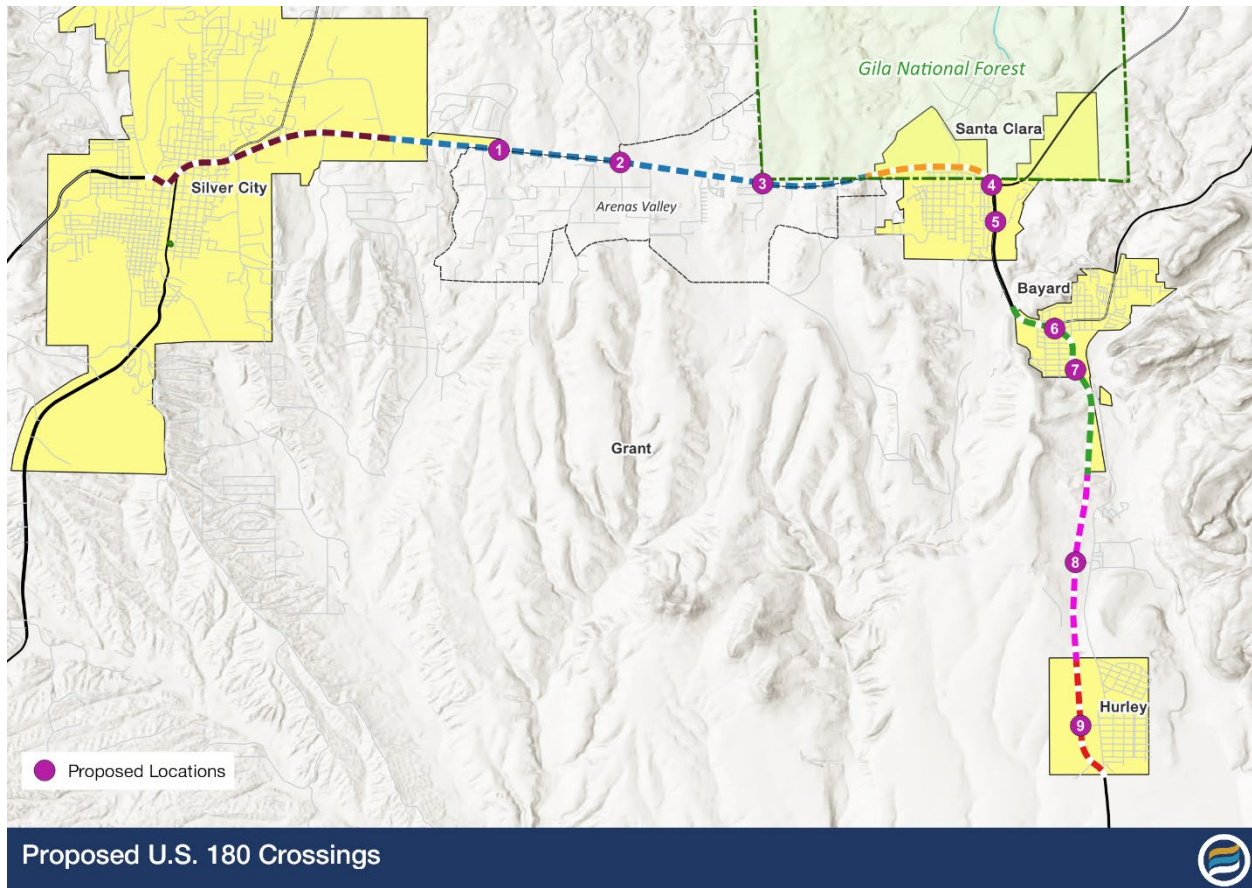 Gila National Forest
Santa Clara
1
2
Silver City
3
4
Arenas Valley
5
Bayard
6
7
Grant
8
Hurley
9
Proposed Locations
Proposed U.S. 180 Crossings